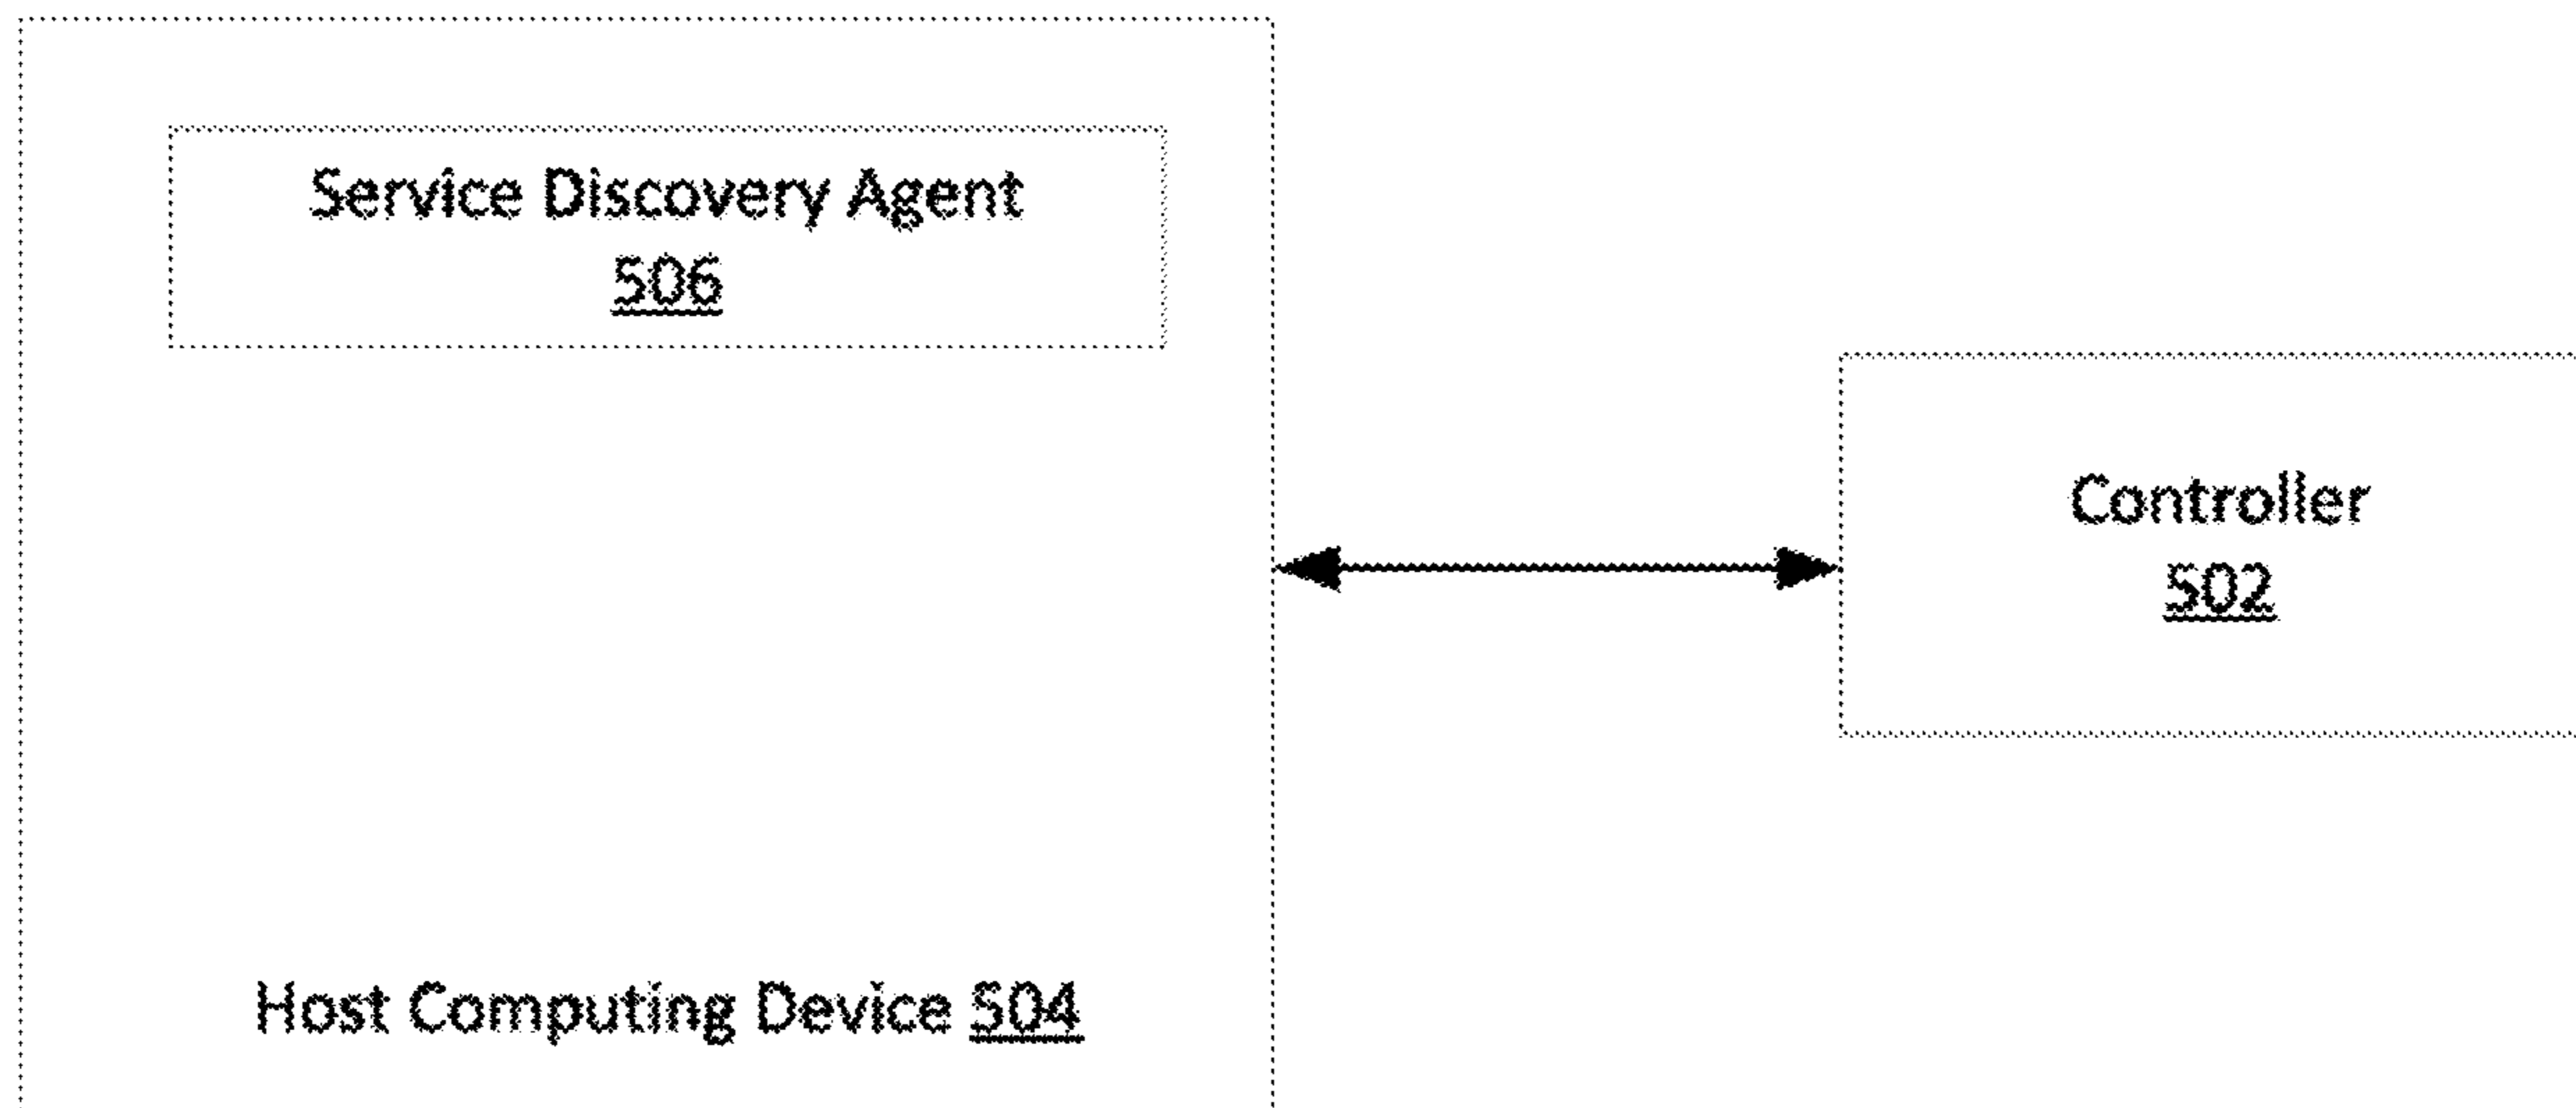 Service Discovery Agent
506
Controller
502
Host Computing Device 504